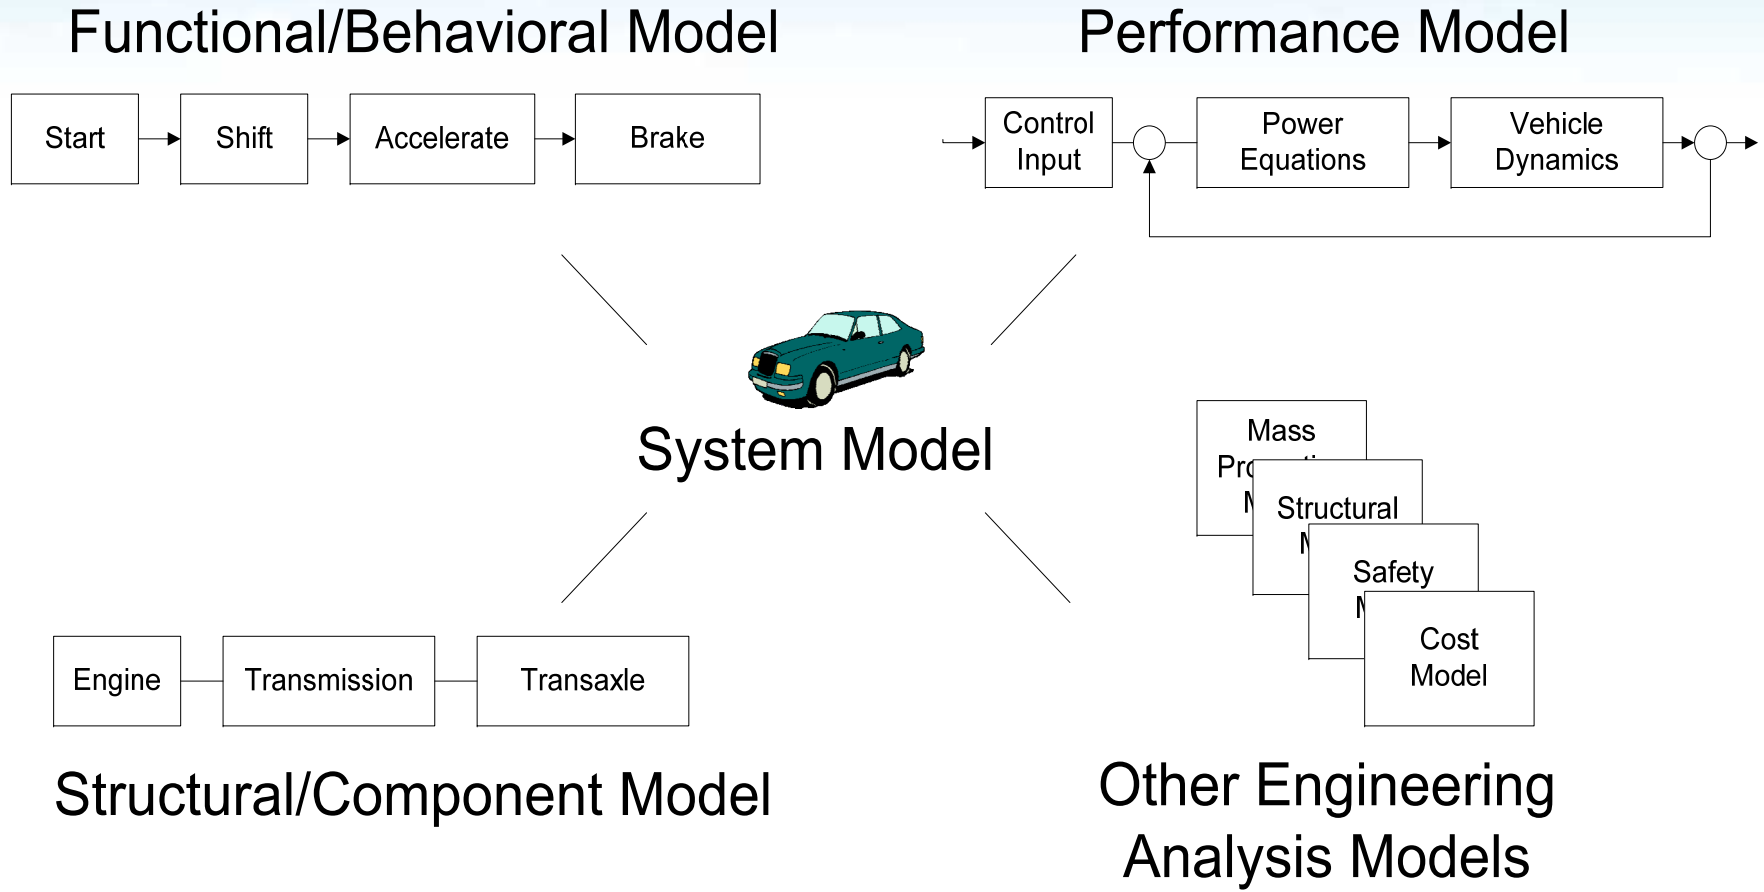 Functional/Behavioral Model
Performance Model
Start
Shift
Accelerate
Brake
Control
Input
Power
Equations
Vehicle
Dynamics
System Model
Mass
Structural
Safety
Cost
Model
Engine
Transmission
Transaxle
Structural/Component Model
Other Engineering
Analysis Models